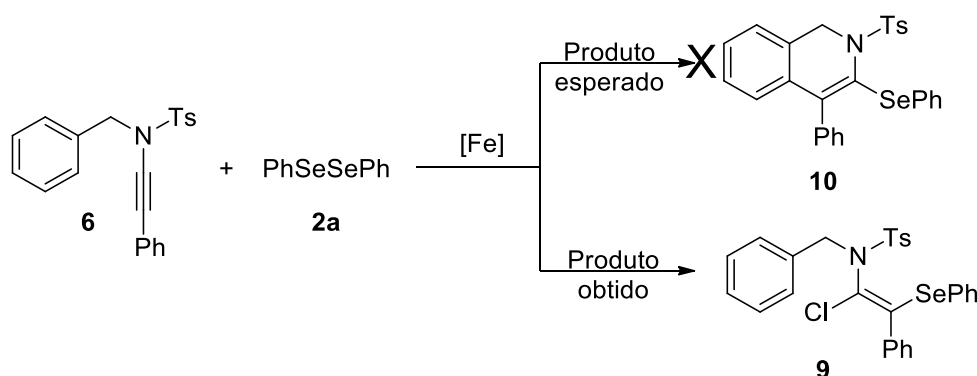 N
Ts
Ph
6
+
PhSeSePh
2a
[Fe]
Produto
esperado
X
N
Ts
SePh
Ph
10
Produto
obtido
N
Ts
Cl
SePh
Ph
9